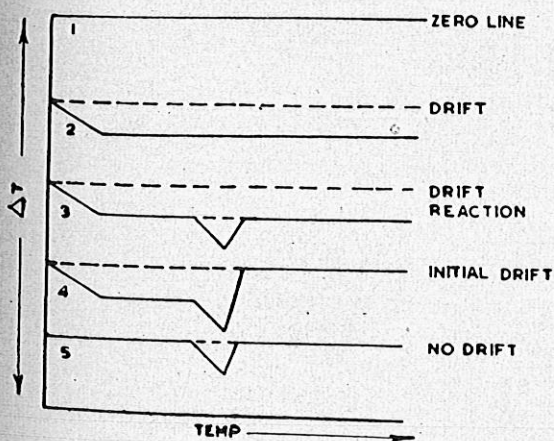 ZERO LINE
1
DRIFT
2
DRIFT
REACTION
3
INITIAL DRIFT
4
NO DRIFT
5
ΔT
TEMP